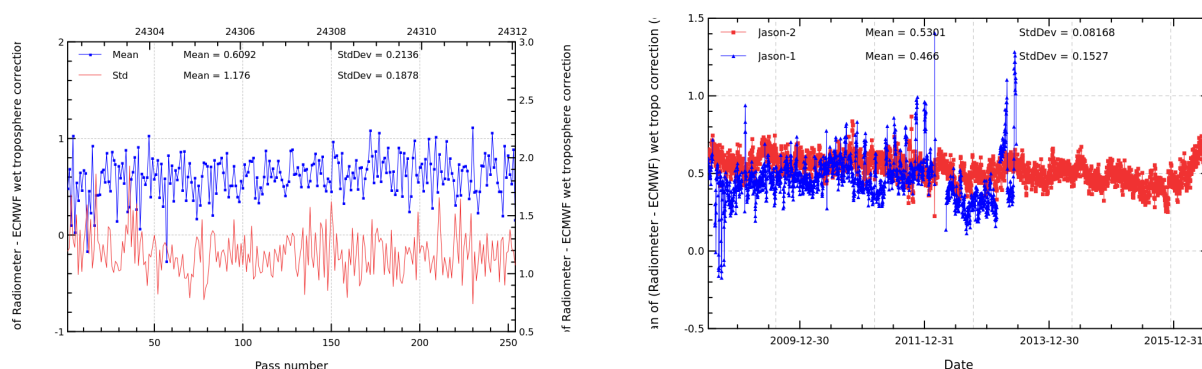 24304 24306 24308 24310 24312
of Radiometer - ECMWF wet troposphere correction
2
1
0
-1
Mean Mean = 0.6092 StdDev = 0.2136
Std Mean = 1.176 StdDev = 0.1878
3.0
2.5
2.0
1.5
1.0
0.5
of Radiometer - ECMWF wet troposphere correction
50 100 150 200 250
Pass number
of (Radiometer - ECMWF) wet tropo correction (
1.5
1.0
0.5
0.0
-0.5
Jason-2 Mean = 0.5301 StdDev = 0.08168
Jason-1 Mean = 0.466 StdDev = 0.1527
2009-12-30 2011-12-31 2013-12-30 2015-12-31
Date